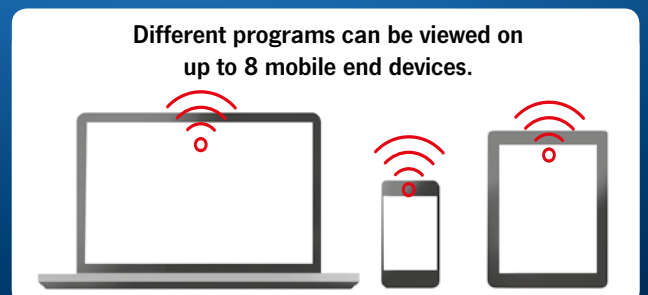 Different programs can be viewed on
up to 8 mobile end devices.